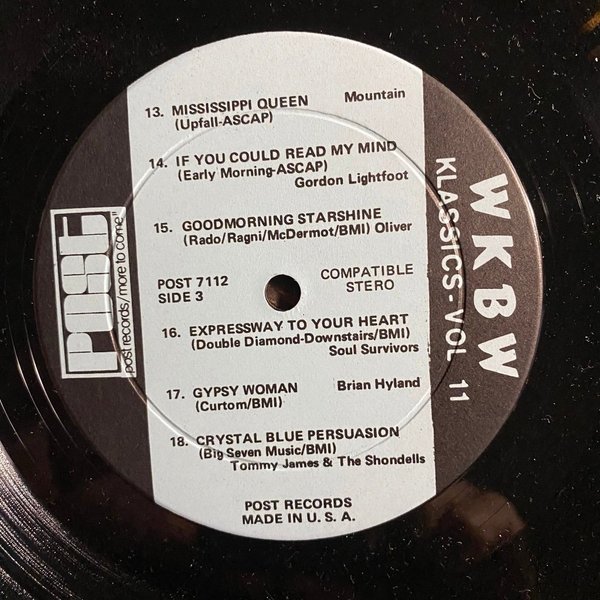 13. MISSISSIPPI QUEEN Mountain
(Upfall-ASCAP)
14. IF YOU COULD READ MY MIND
(Early Morning-ASCAP)
Gordon Lightfoot
15. GOODMORNING STARSHINE
(Rado/Ragni/McDermot/BMI) Oliver
POST 7112
SIDE 3
COMPATIBLE
STEREO
16. EXPRESSWAY TO YOUR HEART
(Double Diamond-Downstairs/BMI)
Soul Survivors
17. GYPSY WOMAN Brian Hyland
(Curtom/BMI)
18. CRYSTAL BLUE PERSUASION
(Big Seven Music/BMI)
Tommy James & The Shondells
POST RECORDS
MADE IN U. S. A.
post
post records/more to come"
WKBW
KLASSICS - VOL 11